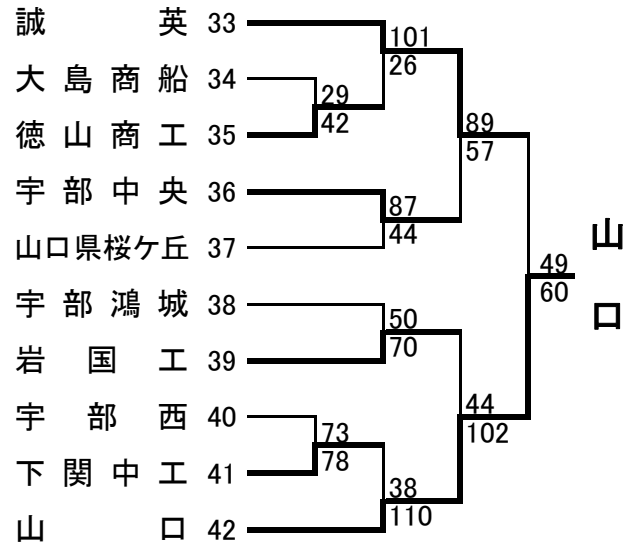 誠英 33
大島商船 34
徳山商工 35
宇部中央 36
山口県桜ケ丘 37
宇部鴻城 38
岩国工 39
宇部西 40
下関中工 41
山口 42
29
42
73
78
101
26
87
44
50
70
38
110
89
57
44
102
49
60
山口